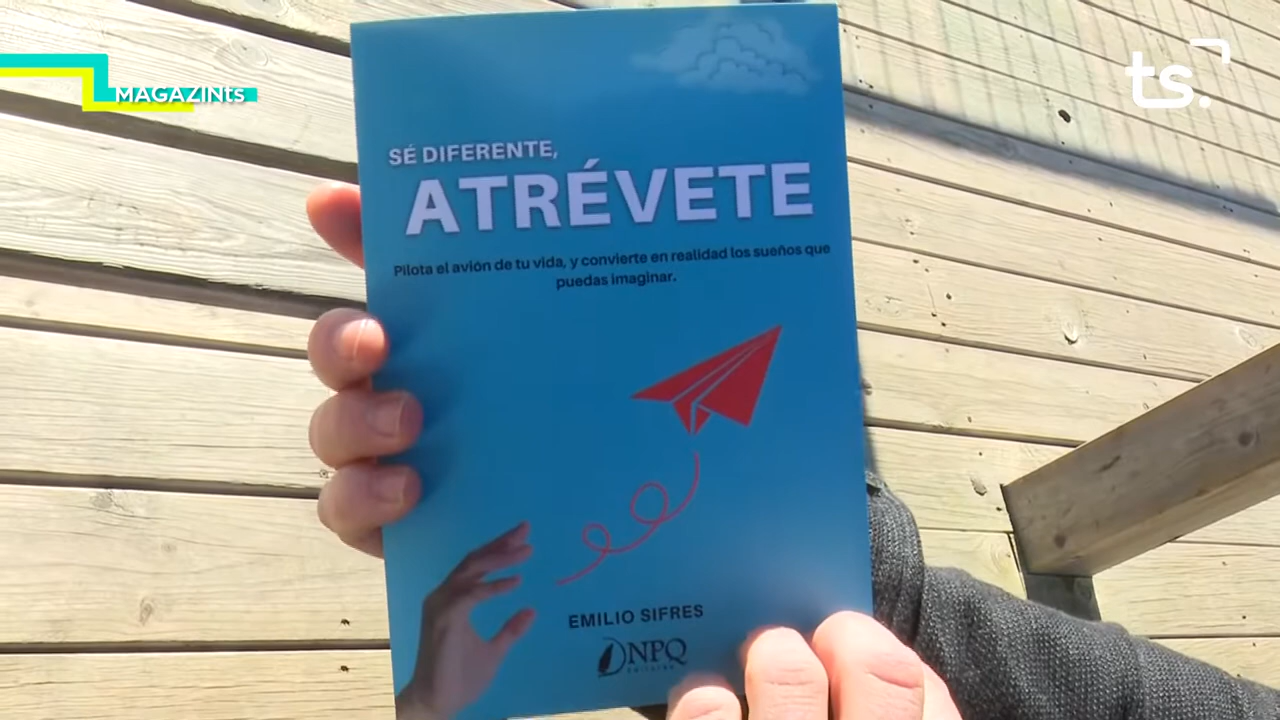 MAGAZINts
ts.
SÉ DIFERENTE,
ATRÉVETE
Pilota el avión de tu vida, y convierte en realidad los sueños que
puedas imaginar.
EMILIO SIFRES
NPQ